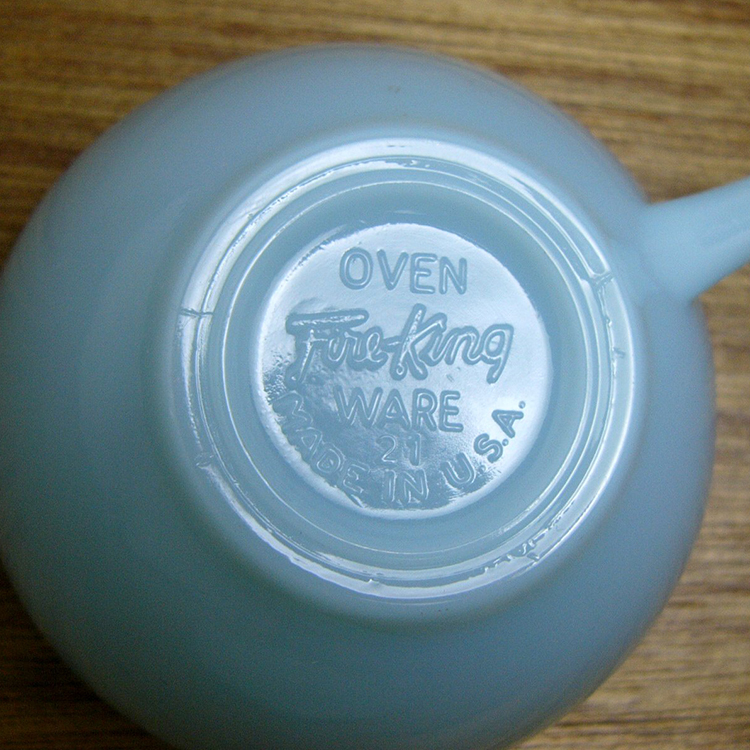 OVEN
Fire-King
WARE
21
MADE IN U.S.A.